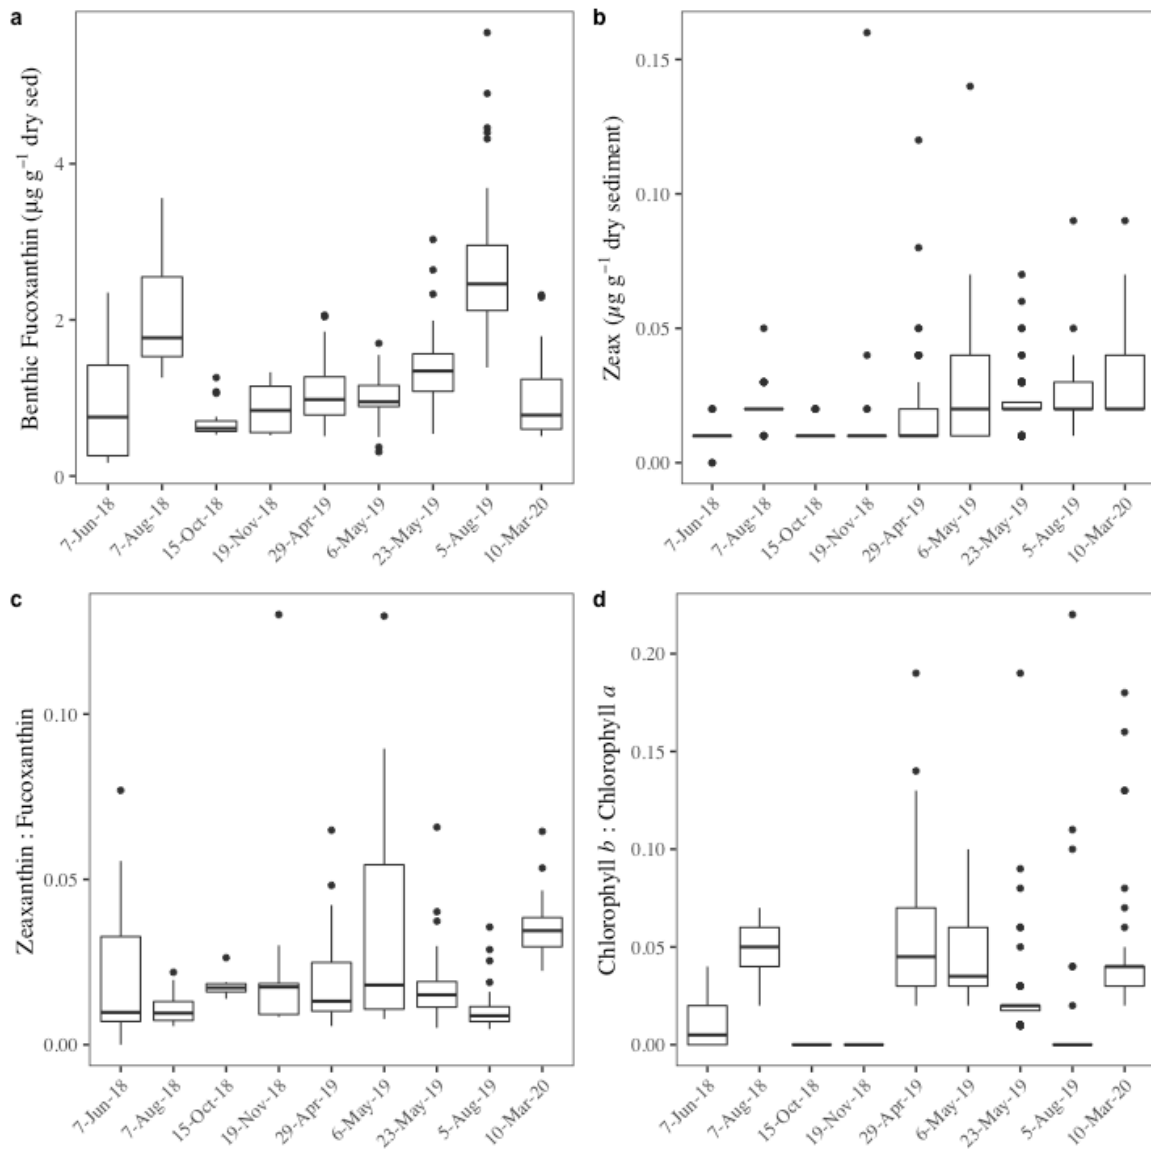 a
Benthic Fucoxanthin (µg g⁻¹ dry sed)
4
2
0
7-Jun-18
7-Aug-18
15-Oct-18
19-Nov-18
29-Apr-19
6-May-19
23-May-19
5-Aug-19
10-Mar-20
b
Zeax (µg g⁻¹ dry sediment)
0.15
0.10
0.05
0.00
7-Jun-18
7-Aug-18
15-Oct-18
19-Nov-18
29-Apr-19
6-May-19
23-May-19
5-Aug-19
10-Mar-20
c
Zeaxanthin : Fucoxanthin
0.10
0.05
0.00
7-Jun-18
7-Aug-18
15-Oct-18
19-Nov-18
29-Apr-19
6-May-19
23-May-19
5-Aug-19
10-Mar-20
d
Chlorophyll b : Chlorophyll a
0.20
0.15
0.10
0.05
0.00
7-Jun-18
7-Aug-18
15-Oct-18
19-Nov-18
29-Apr-19
6-May-19
23-May-19
5-Aug-19
10-Mar-20